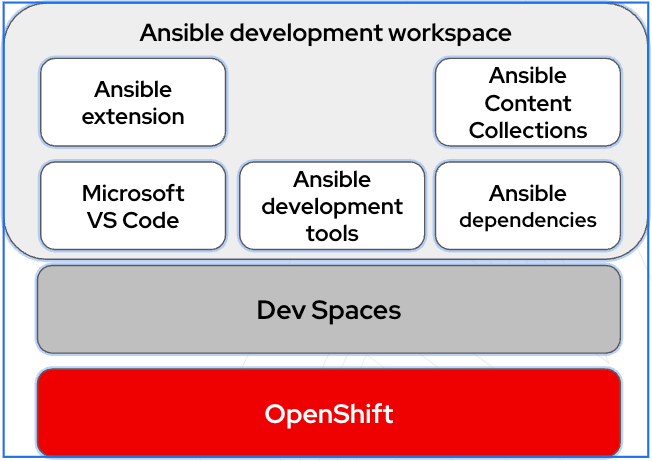 Ansible development workspace
Ansible
extension
Ansible
Content
Collections
Microsoft
VS Code
Ansible
development
tools
Ansible
dependencies
Dev Spaces
OpenShift